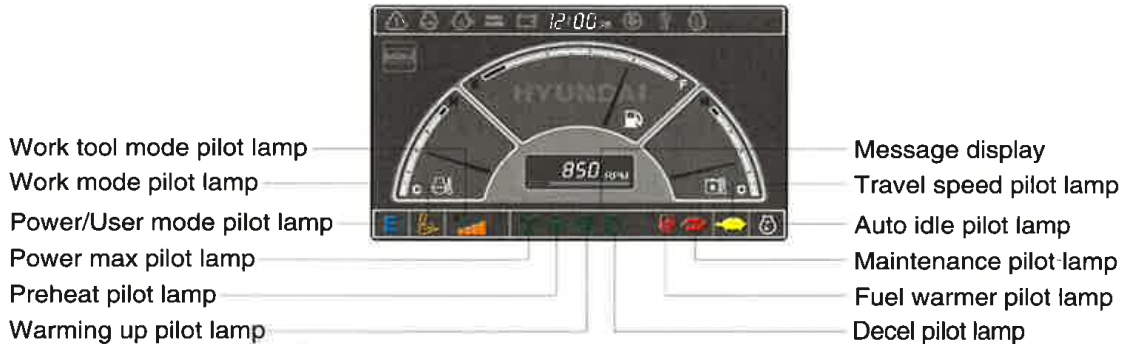 12:00
HYUNDAI
E
F
H
H
C
850 RPM
C
E
Work tool mode pilot lamp
Work mode pilot lamp
Power/User mode pilot lamp
Power max pilot lamp
Preheat pilot lamp
Warming up pilot lamp
Message display
Travel speed pilot lamp
Auto idle pilot lamp
Maintenance pilot lamp
Fuel warmer pilot lamp
Decel pilot lamp